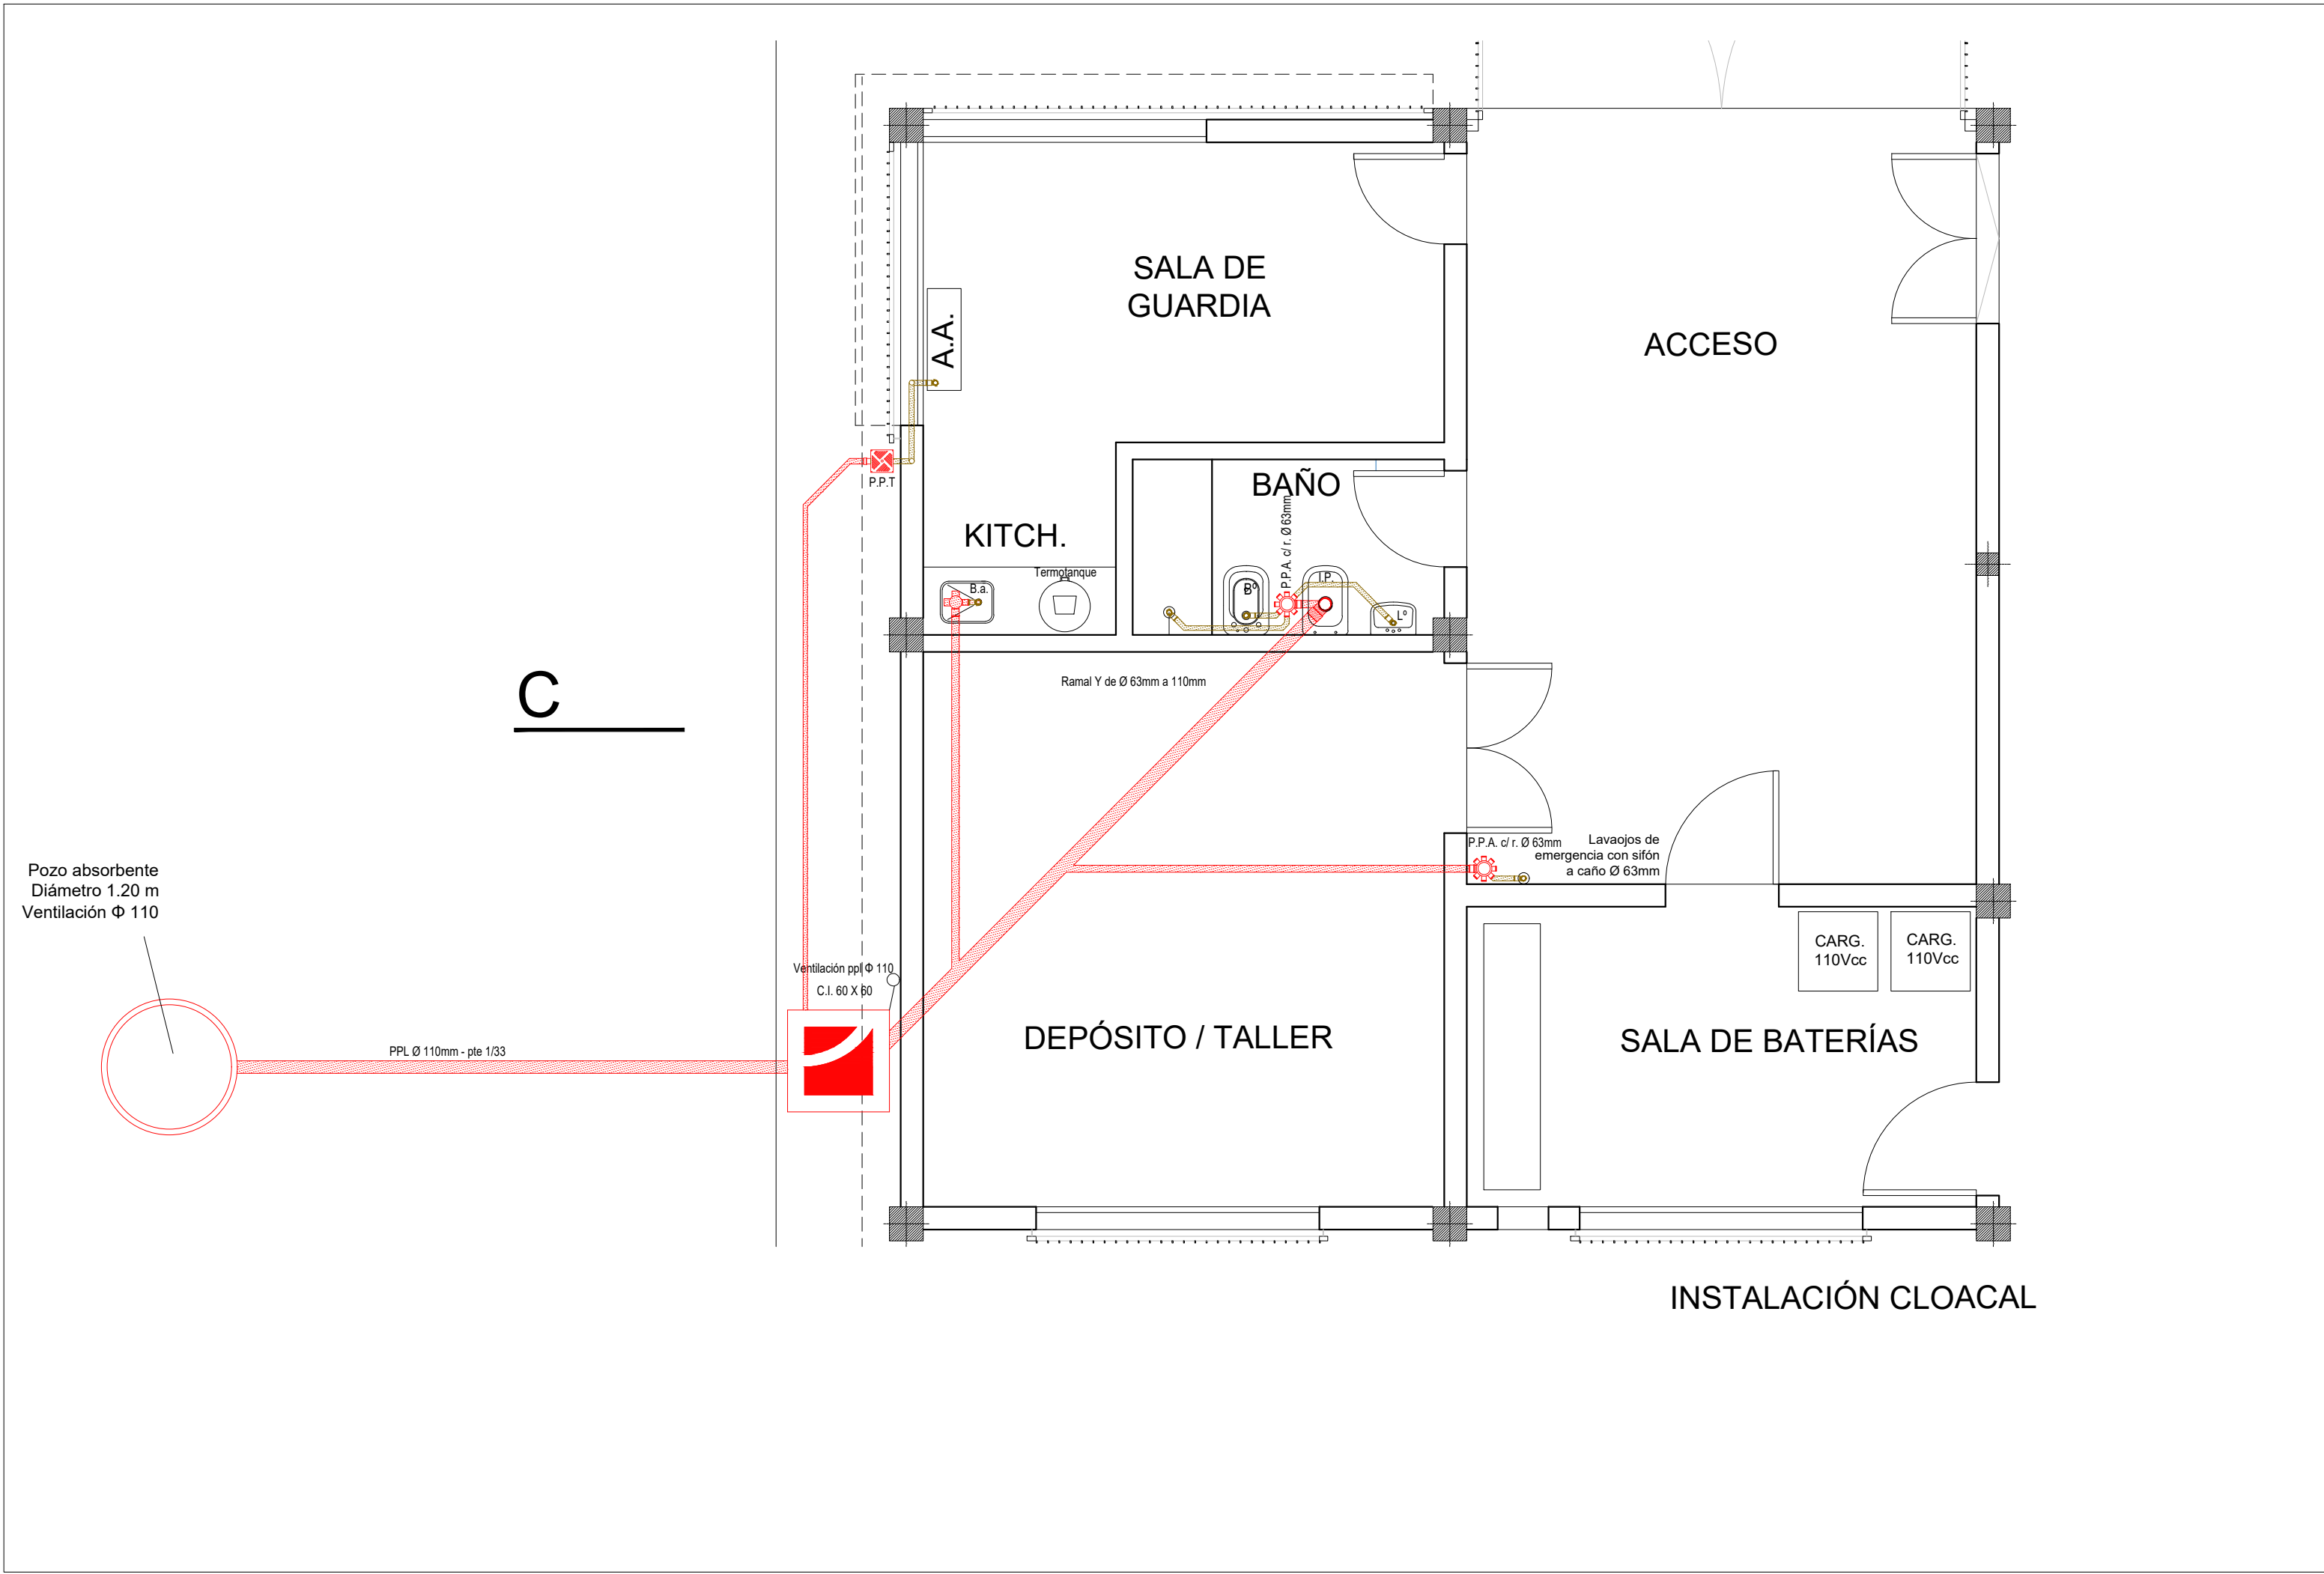 SALA DE
GUARDIA
ACCESO
A.A.
P.P.T
BAÑO
P.P.A. c/ r. Ø 63mm
KITCH.
Termotanque
B.a.
Bº
I.P.
Lº
Ramal Y de Ø 63mm a 110mm
C
P.P.A. c/ r. Ø 63mm
Lavaojos de
emergencia con sifón
a caño Ø 63mm
Pozo absorbente
Diámetro 1.20 m
Ventilación Φ 110
Ventilación ppl Φ 110
C.I. 60 X 60
PPL Ø 110mm - pte 1/33
CARG.
110Vcc
CARG.
110Vcc
DEPÓSITO / TALLER
SALA DE BATERÍAS
INSTALACIÓN CLOACAL